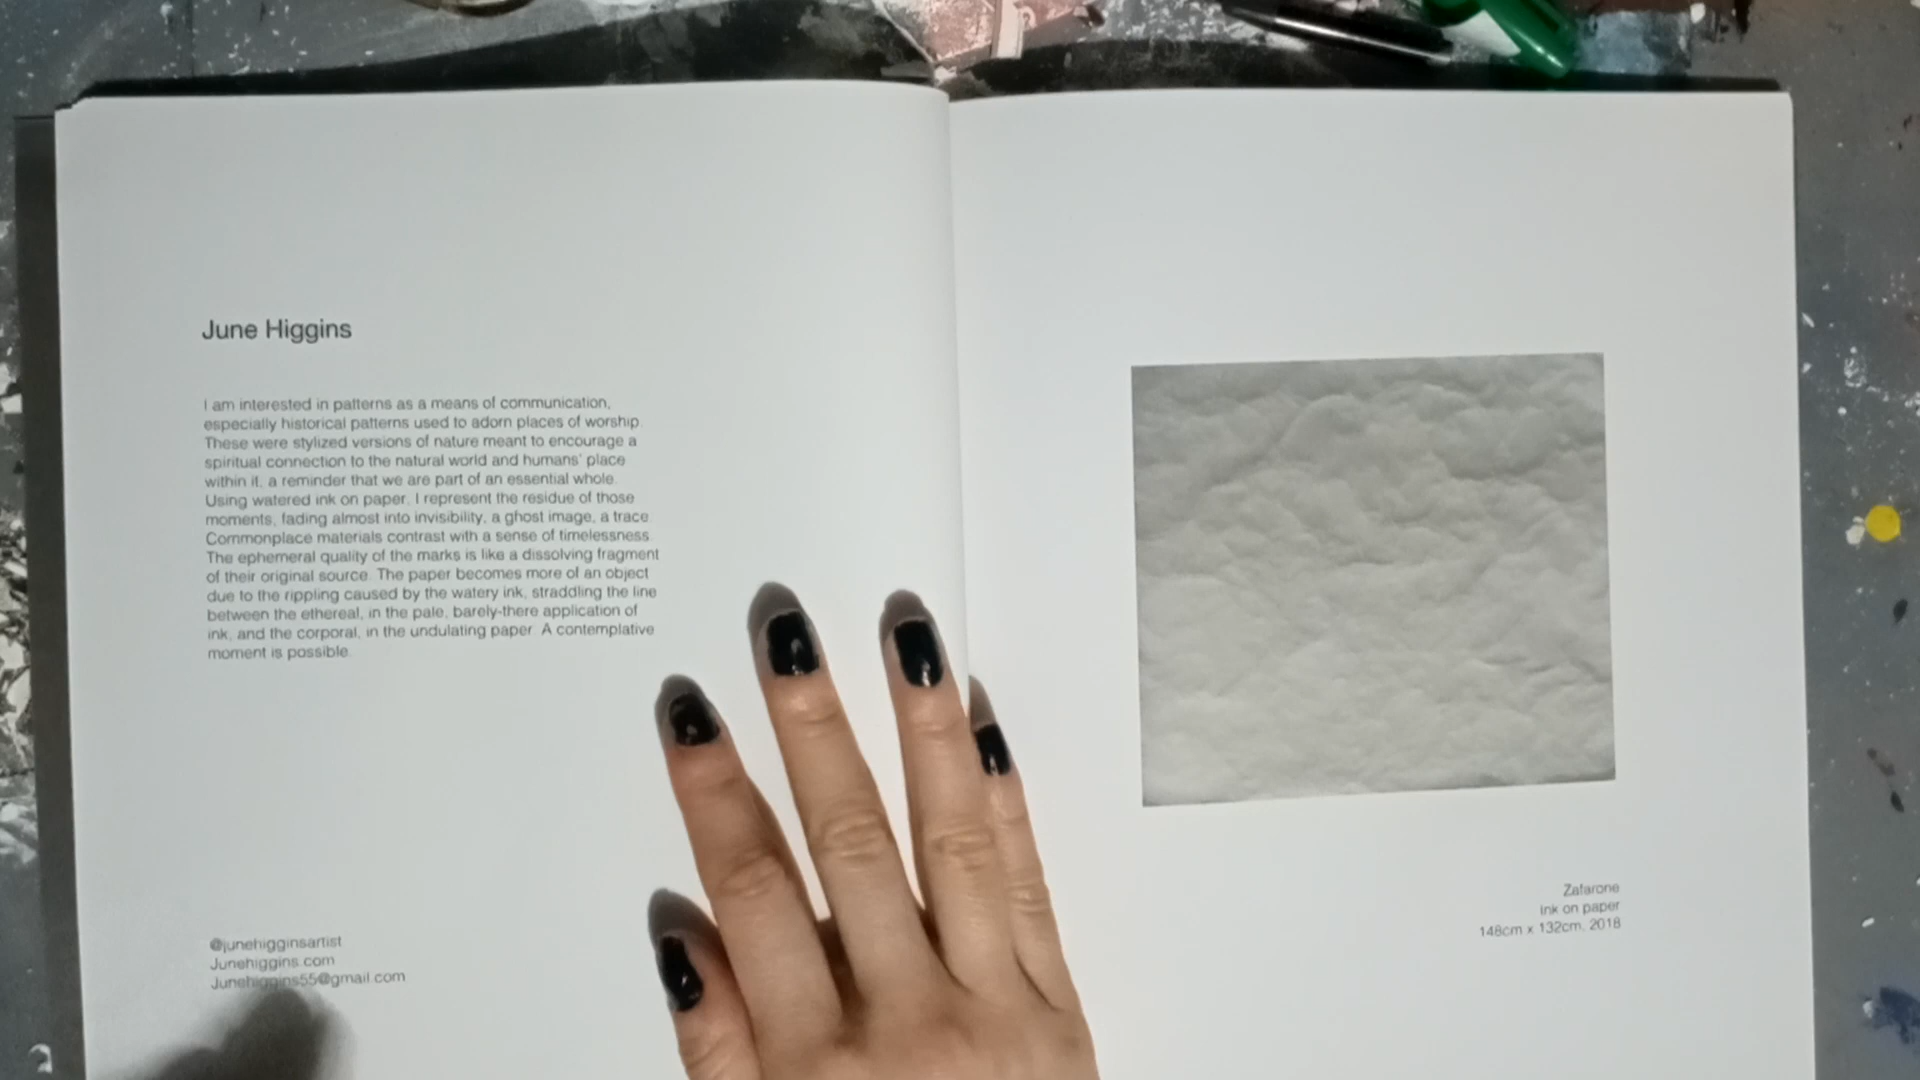 June Higgins
I am interested in patterns as a means of communication,
especially historical patterns used to adorn places of worship.
These were stylized versions of nature meant to encourage a
spiritual connection to the natural world and humans' place
within it, a reminder that we are part of an essential whole.
Using watered ink on paper, I represent the residue of those
moments, fading almost into invisibility, a ghost image, a trace.
Commonplace materials contrast with a sense of timelessness.
The ephemeral quality of the marks is like a dissolving fragment
of their original source. The paper becomes more of an object
due to the rippling caused by the watery ink, straddling the line
between the ethereal, in the pale, barely-there application of
ink, and the corporal, in the undulating paper. A contemplative
moment is possible.
@junehigginsartist
Junehiggins.com
Junehiggins55@gmail.com
Zafarone
Ink on paper
148cm x 132cm, 2018